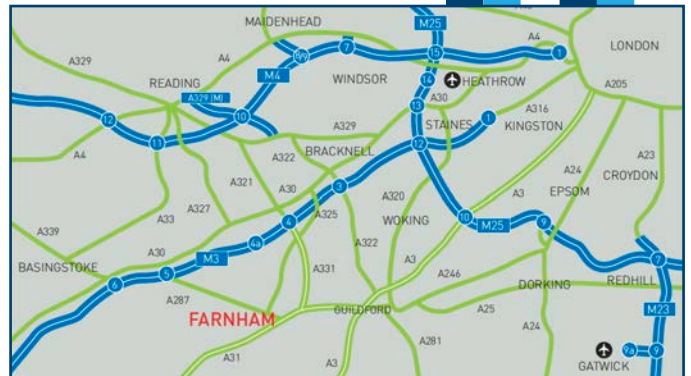 MAIDENHEAD
M25
A4
LONDON
A329
A4
8/9
7
15
1
READING
M4
WINDSOR
14
HEATHROW
A205
A329 (M)
13
A30
A316
12
10
STAINES
1
KINGSTON
11
A329
12
A4
A322
BRACKNELL
A24
A23
A321
A30
3
A320
A3
EPSOM
CROYDON
A33
A327
A325
WOKING
10
M25
9
4
A339
A30
4a
A322
BASINGSTOKE
M3
A331
A3
A246
7
6
5
DORKING
REDHILL
A287
GUILDFORD
A25
M23
FARNHAM
A24
A31
A3
A281
9a
9
GATWICK